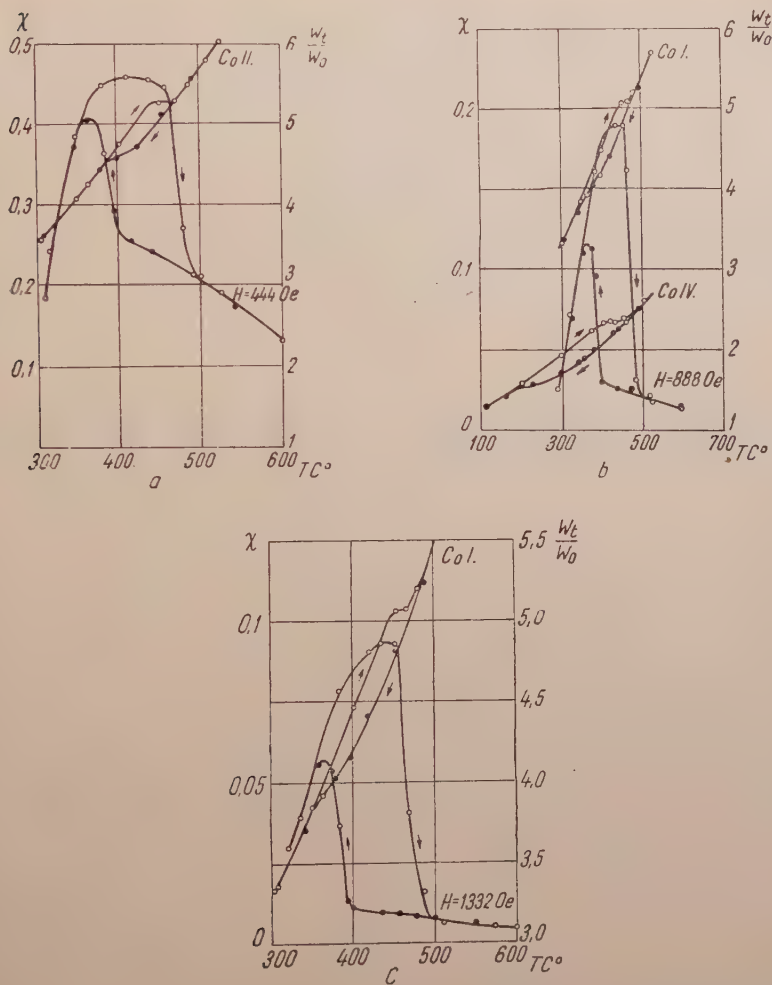 χ
0,5
0,4
0,3
0,2
0,1
Co II.
H=444 Oe
6 Wt/W0
5
4
3
2
1
300 400 500 600 TC°
a
χ
0,2
0,1
0
Co I.
Co IV.
H=888 Oe
6 Wt/W0
5
4
3
2
1
100 300 500 700 TC°
b
χ
0,1
0,05
0
Co I.
H=1332 Oe
5,5 Wt/W0
5,0
4,5
4,0
3,5
3,0
300 400 500 600 TC°
C